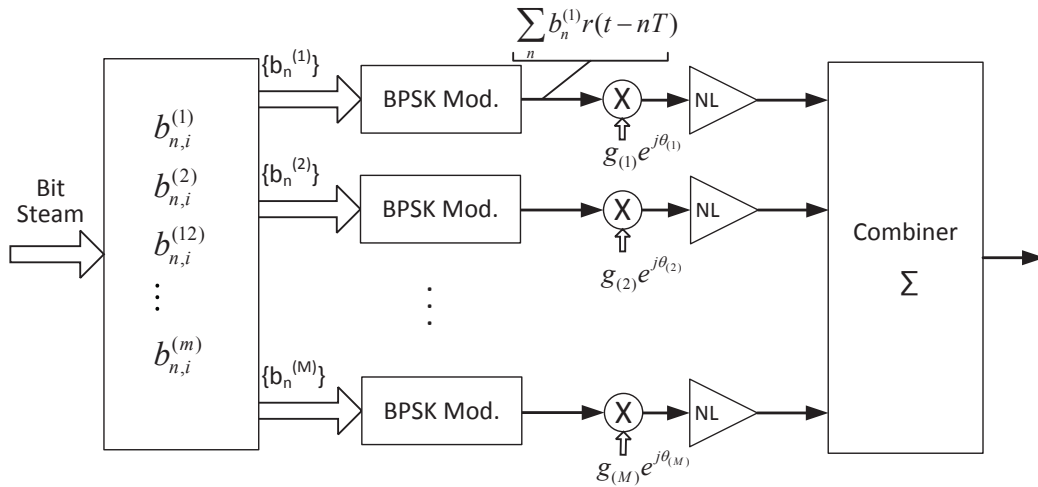 Bit
Steam
b_{n,i}^{(1)}
b_{n,i}^{(2)}
b_{n,i}^{(12)}
⋮
b_{n,i}^{(m)}
{b_n^{(1)}}
BPSK Mod.
\sum_n b_n^{(1)} r(t-nT)
X
g_{(1)} e^{jθ_{(1)}}
NL
{b_n^{(2)}}
BPSK Mod.
X
g_{(2)} e^{jθ_{(2)}}
NL
⋮
{b_n^{(M)}}
BPSK Mod.
X
g_{(M)} e^{jθ_{(M)}}
NL
Combiner
Σ